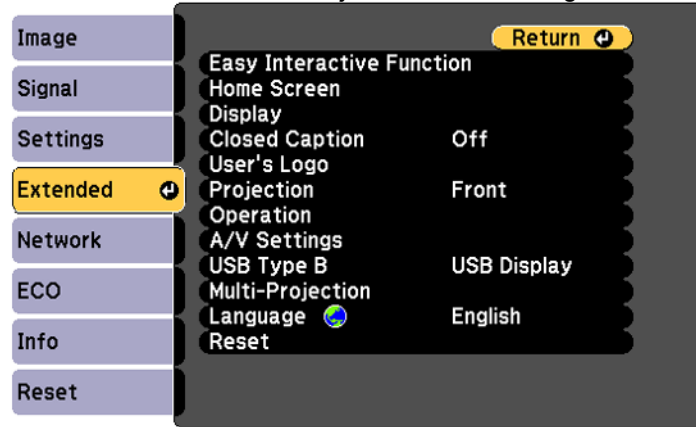 Image
Signal
Settings
Extended
Network
ECO
Info
Reset
Return
Easy Interactive Function
Home Screen
Display
Closed Caption Off
User's Logo
Projection Front
Operation
A/V Settings
USB Type B USB Display
Multi-Projection
Language English
Reset